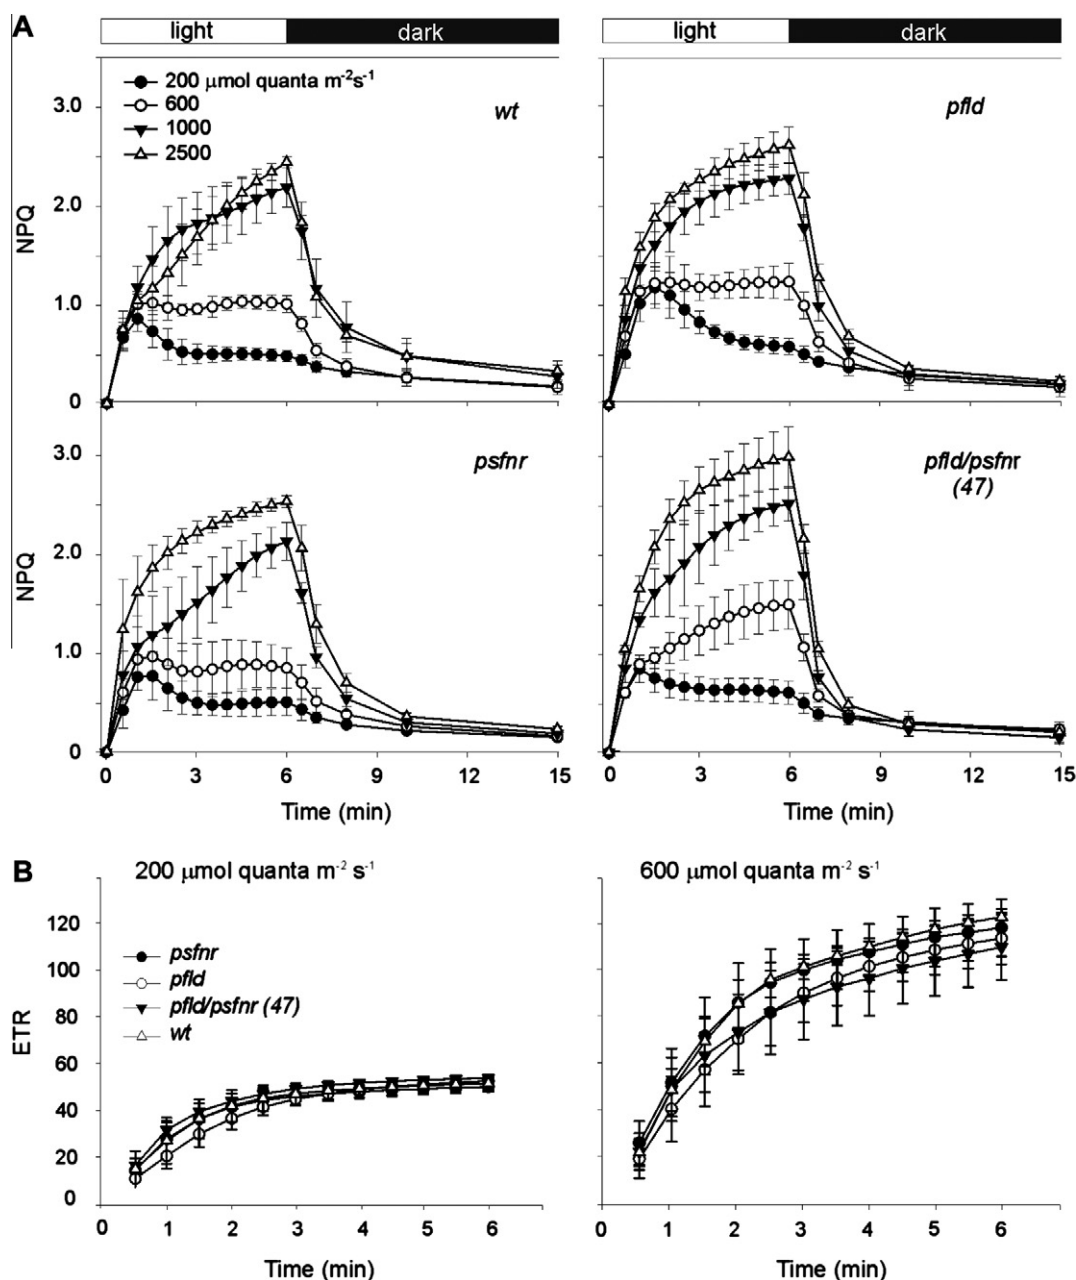 A
light dark
light dark
200 μmol quanta m⁻²s⁻¹
600
1000
2500
wt
pfld
3.0
2.0
1.0
0
NPQ
psfnr
pfld/psfnr
(47)
3.0
2.0
1.0
0
NPQ
0 3 6 9 12 15
0 3 6 9 12 15
Time (min)
Time (min)
B
200 μmol quanta m⁻² s⁻¹
600 μmol quanta m⁻² s⁻¹
120
100
80
60
40
20
0
ETR
psfnr
pfld
pfld/psfnr (47)
wt
0 1 2 3 4 5 6
0 1 2 3 4 5 6
Time (min)
Time (min)